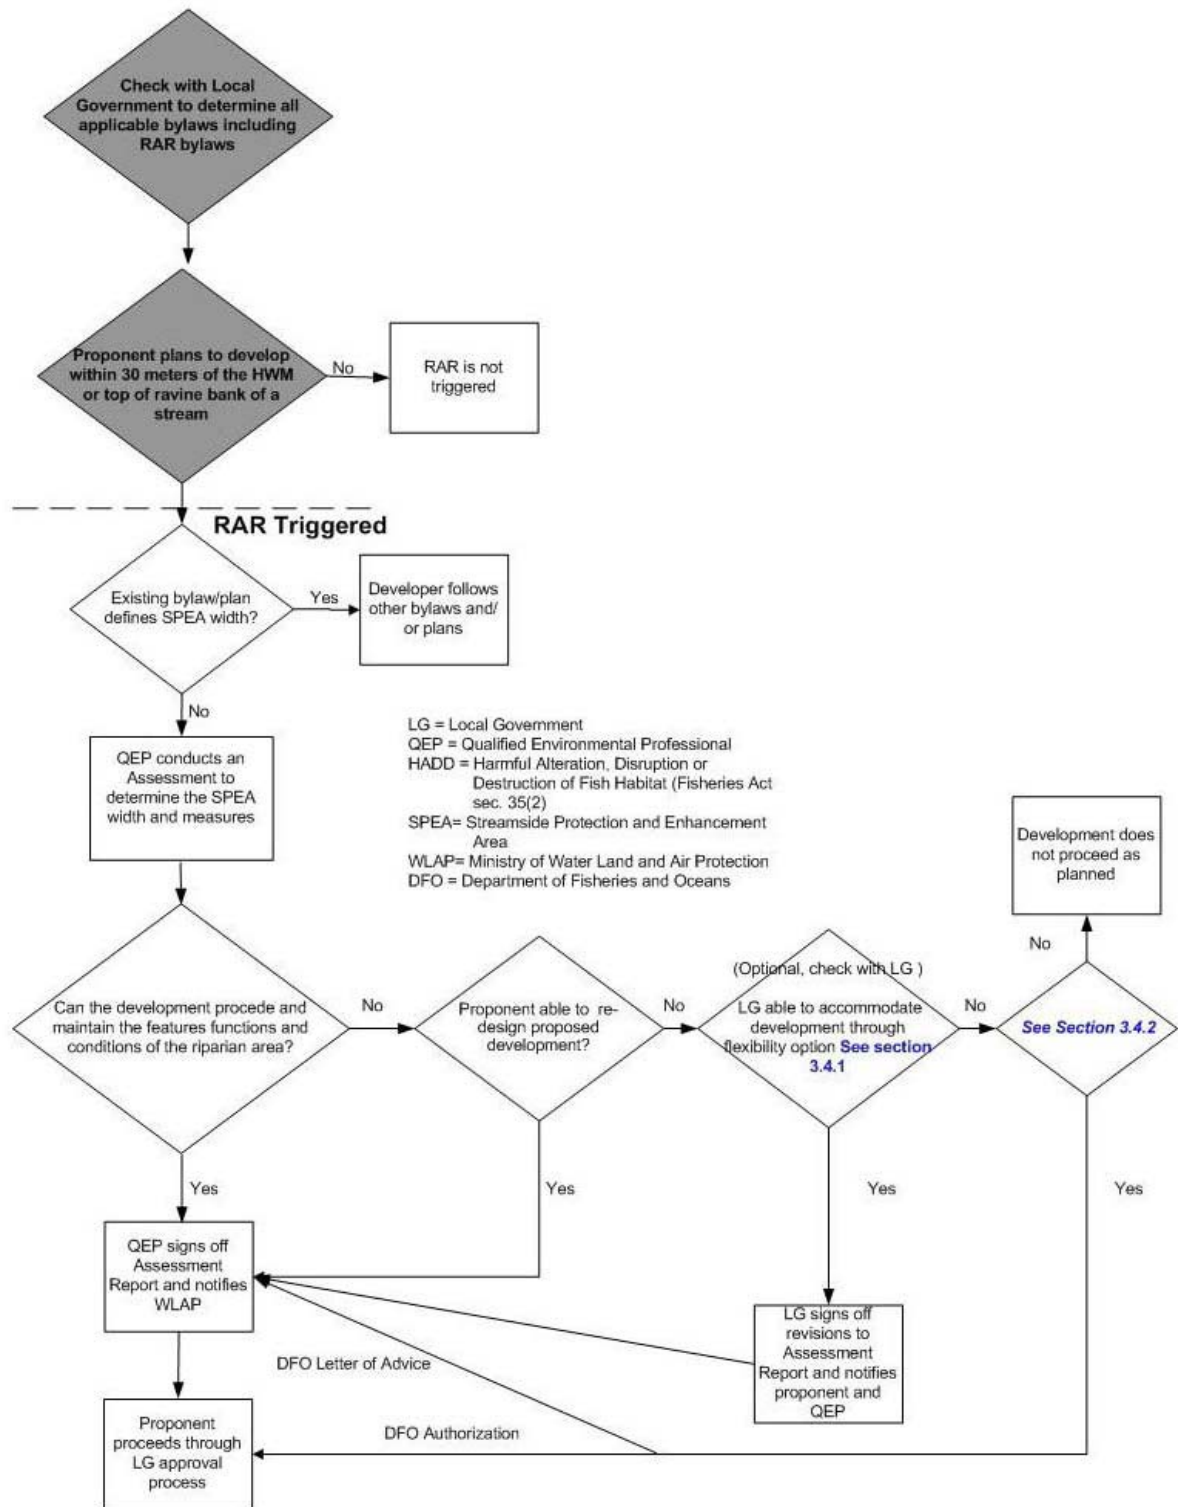 Check with Local
Government to determine all
applicable bylaws including
RAR bylaws
Proponent plans to develop
within 30 meters of the HWM
or top of ravine bank of a
stream
No
RAR is not
triggered
RAR Triggered
Existing bylaw/plan
defines SPEA width?
Yes
Developer follows
other bylaws and/
or plans
No
QEP conducts an
Assessment to
determine the SPEA
width and measures
LG = Local Government
QEP = Qualified Environmental Professional
HADD = Harmful Alteration, Disruption or
Destruction of Fish Habitat (Fisheries Act
sec. 35(2)
SPEA= Streamside Protection and Enhancement
Area
WLAP= Ministry of Water Land and Air Protection
DFO = Department of Fisheries and Oceans
Development does
not proceed as
planned
No
Can the development procede and
maintain the features functions and
conditions of the riparian area?
No
Proponent able to re-
design proposed
development?
No
(Optional, check with LG )
LG able to accommodate
development through
flexibility option See section
3.4.1
No
See Section 3.4.2
Yes
Yes
Yes
Yes
QEP signs off
Assessment
Report and notifies
WLAP
LG signs off
revisions to
Assessment
Report and notifies
proponent and
QEP
DFO Letter of Advice
DFO Authorization
Proponent
proceeds through
LG approval
process